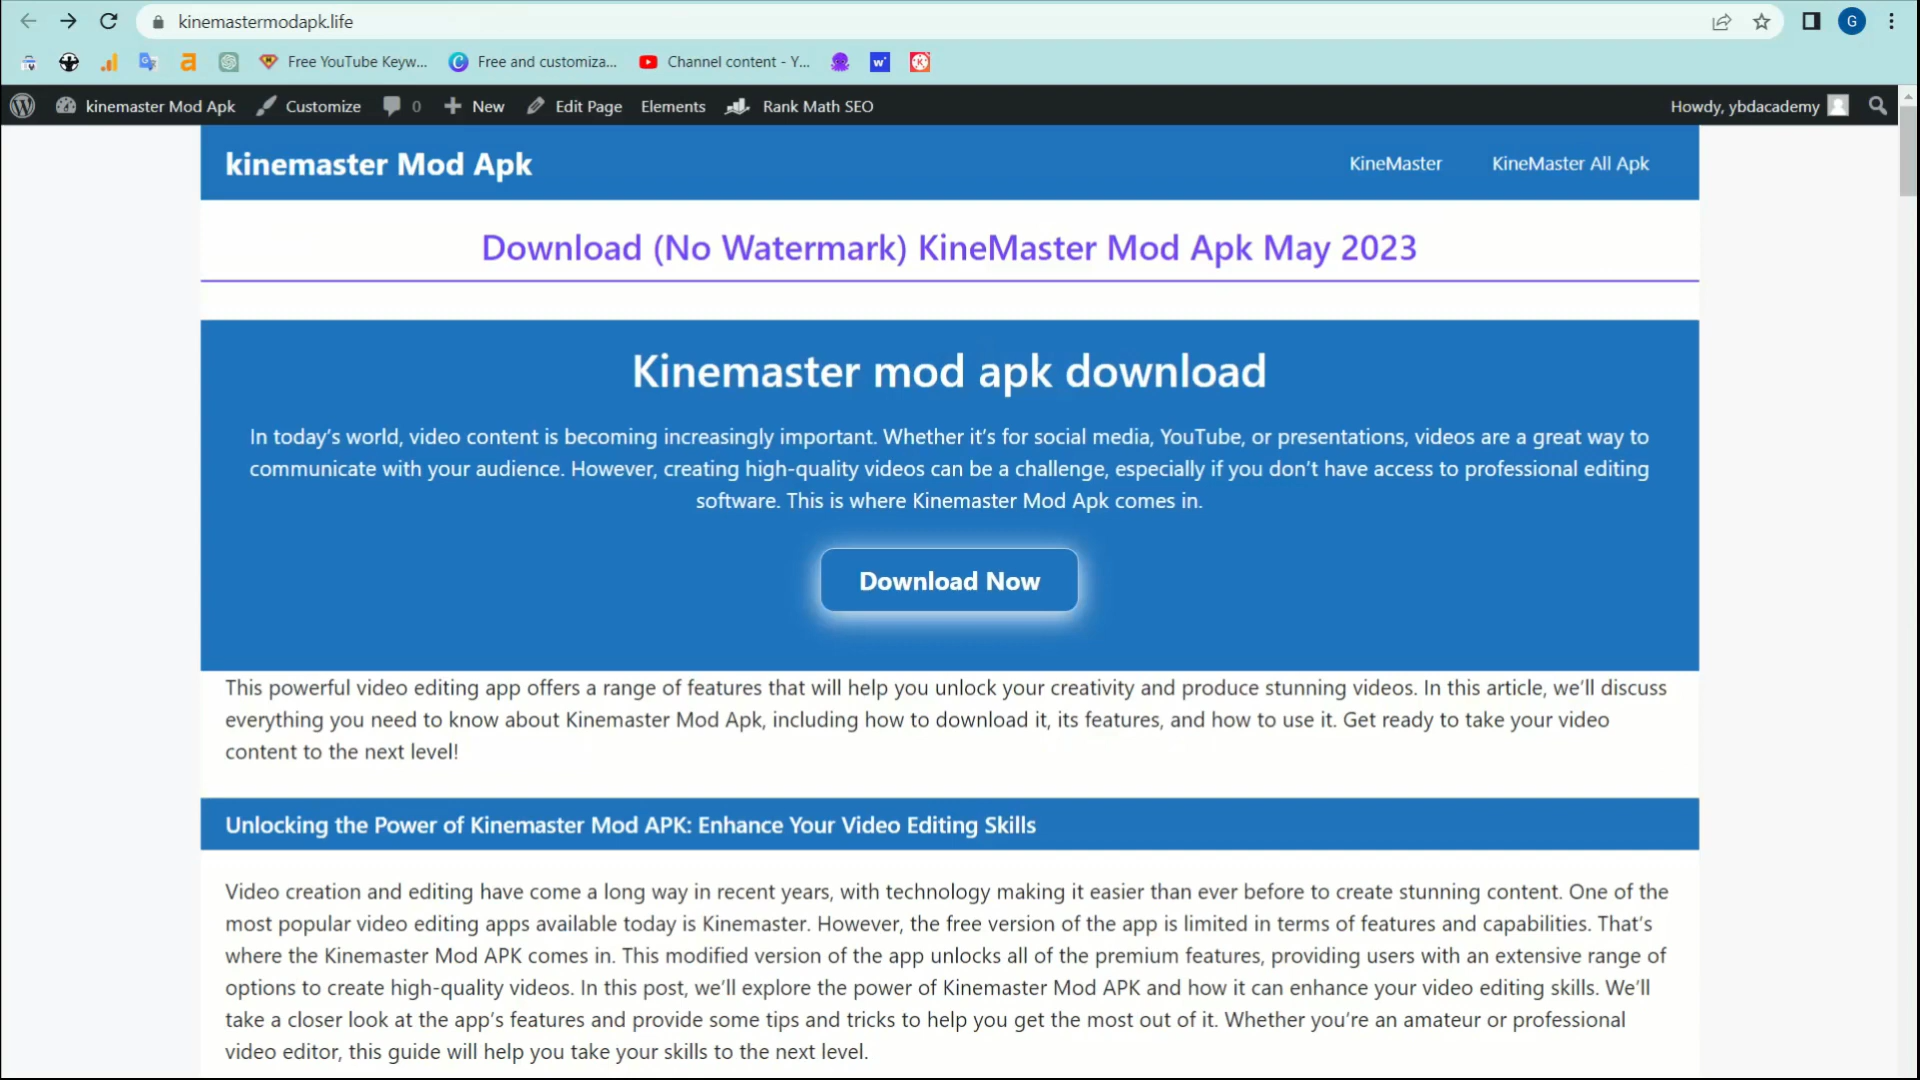 kinemastermodapk.life
G
Free YouTube Keyw...
Free and customiza...
Channel content - Y...
kinemaster Mod Apk
Customize
0
New
Edit Page
Elements
Rank Math SEO
Howdy, ybdacademy
kinemaster Mod Apk
KineMaster
KineMaster All Apk
Download (No Watermark) KineMaster Mod Apk May 2023
Kinemaster mod apk download
In today’s world, video content is becoming increasingly important. Whether it’s for social media, YouTube, or presentations, videos are a great way to
communicate with your audience. However, creating high-quality videos can be a challenge, especially if you don’t have access to professional editing
software. This is where Kinemaster Mod Apk comes in.
Download Now
This powerful video editing app offers a range of features that will help you unlock your creativity and produce stunning videos. In this article, we’ll discuss
everything you need to know about Kinemaster Mod Apk, including how to download it, its features, and how to use it. Get ready to take your video
content to the next level!
Unlocking the Power of Kinemaster Mod APK: Enhance Your Video Editing Skills
Video creation and editing have come a long way in recent years, with technology making it easier than ever before to create stunning content. One of the
most popular video editing apps available today is Kinemaster. However, the free version of the app is limited in terms of features and capabilities. That’s
where the Kinemaster Mod APK comes in. This modified version of the app unlocks all of the premium features, providing users with an extensive range of
options to create high-quality videos. In this post, we’ll explore the power of Kinemaster Mod APK and how it can enhance your video editing skills. We’ll
take a closer look at the app’s features and provide some tips and tricks to help you get the most out of it. Whether you’re an amateur or professional
video editor, this guide will help you take your skills to the next level.